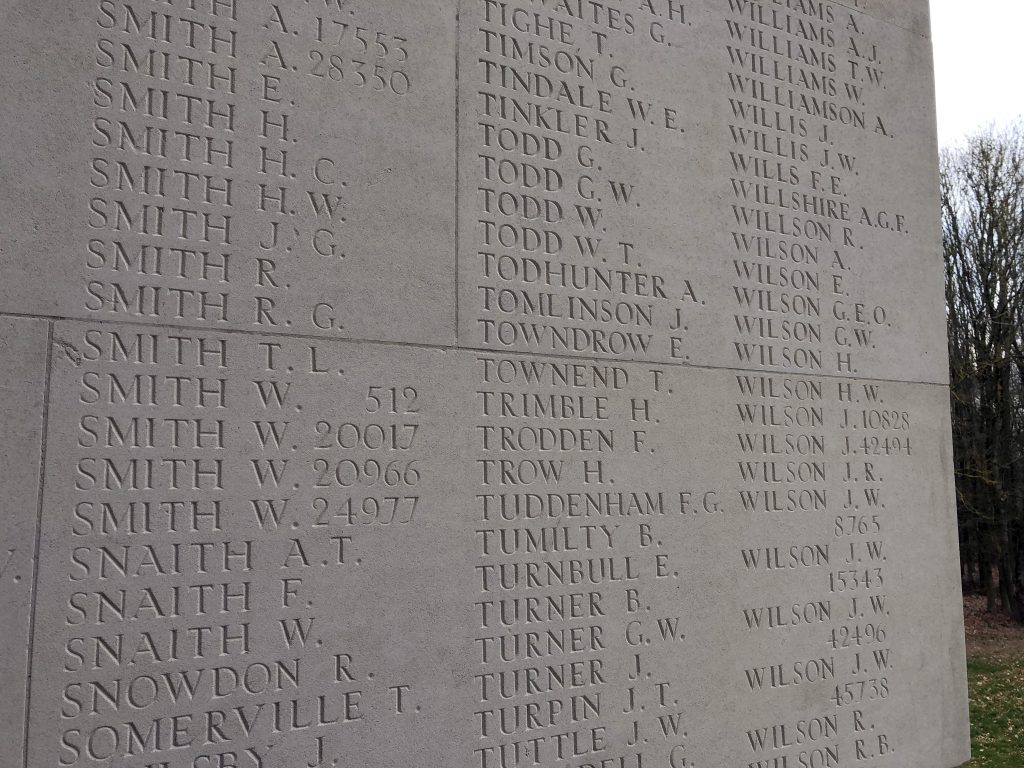 SMITH A. 17553
SMITH A. 28350
SMITH E.
SMITH H.
SMITH H. C.
SMITH H. W.
SMITH J. G.
SMITH R.
SMITH R. G.
SMITH T. L.
SMITH W. 512
SMITH W. 20017
SMITH W. 20966
SMITH W. 24977
SNAITH A. T.
SNAITH F.
SNAITH W.
SNOWDON R.
SOMERVILLE T.
J.
A. H.
G.
TIGHE T.
TIMSON G.
TINDALE W. E.
TINKLER J.
TODD G.
TODD G. W.
TODD W.
TODD W. T.
TODHUNTER A.
TOMLINSON J.
TOWNDROW E.
TOWNEND T.
TRIMBLE H.
TRODDEN F.
TROW H.
TUDDENHAM F. G.
TUMILTY B.
TURNBULL E.
TURNER B.
TURNER G. W.
TURNER J.
TURPIN J. T.
TUTTLE J. W.
G.
WILLIAMS A.
WILLIAMS A. J.
WILLIAMS T. W.
WILLIAMS W.
WILLIAMSON A.
WILLIS J.
WILLIS J. W.
WILLS F. E.
WILLSHIRE A. G. F.
WILLSON R.
WILSON A.
WILSON E.
WILSON G. E. O.
WILSON G. W.
WILSON H.
WILSON H. W.
WILSON J. 10828
WILSON J. 42494
WILSON J. R.
WILSON J. W.
8765
WILSON J. W.
15343
WILSON J. W.
42496
WILSON J. W.
45738
WILSON R.
WILSON R. B.